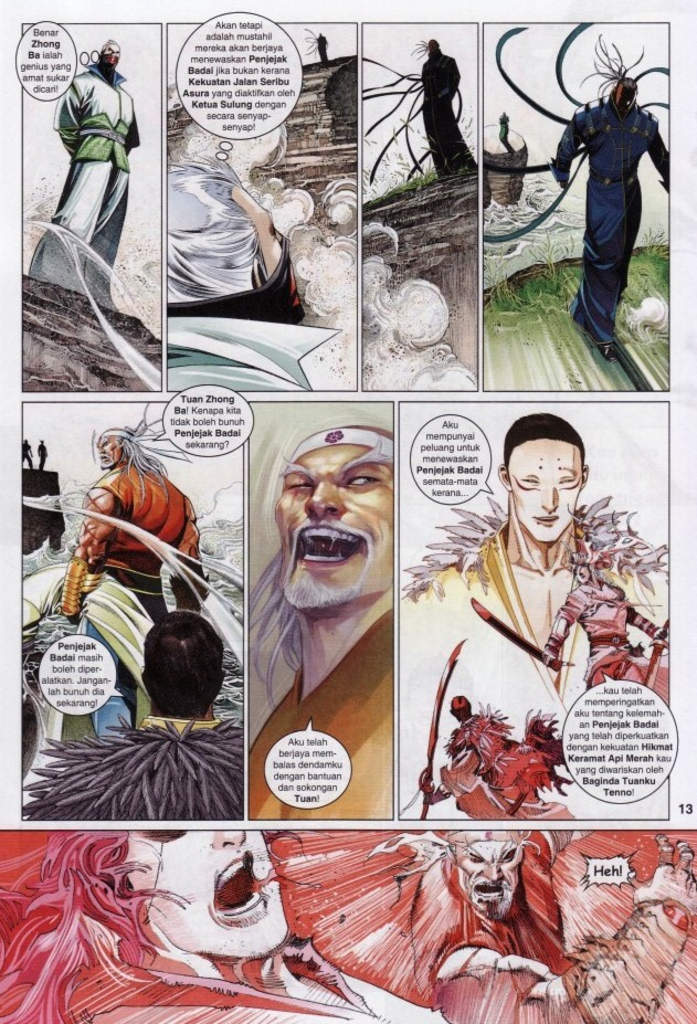 Benar
Zhong
Ba ialah
genius yang
amat sukar
dicari!
Akan tetapi
adalah mustahil
mereka akan berjaya
menewaskan Penjejak
Badai jika bukan kerana
Kekuatan Jalan Seribu
Asura yang diaktifkan oleh
Ketua Sulung dengan
secara senyap-
senyap!
Tuan Zhong
Ba! Kenapa kita
tidak boleh bunuh
Penjejak Badai
sekarang?
Penjejak
Badai masih
boleh diper-
alatkan. Jangan-
lah bunuh dia
sekarang!
Aku telah
berjaya mem-
balas dendamku
dengan bantuan
dan sokongan
Tuan!
Aku
mempunyai
peluang untuk
menewaskan
Penjejak Badai
semata-mata
kerana...
...kau telah
memperingatkan
aku tentang kelemah-
an Penjejak Badai
yang telah diperkuatkan
dengan kekuatan Hikmat
Keramat Api Merah kau
yang diwariskan oleh
Baginda Tuanku
Tenno!
13
Heh!